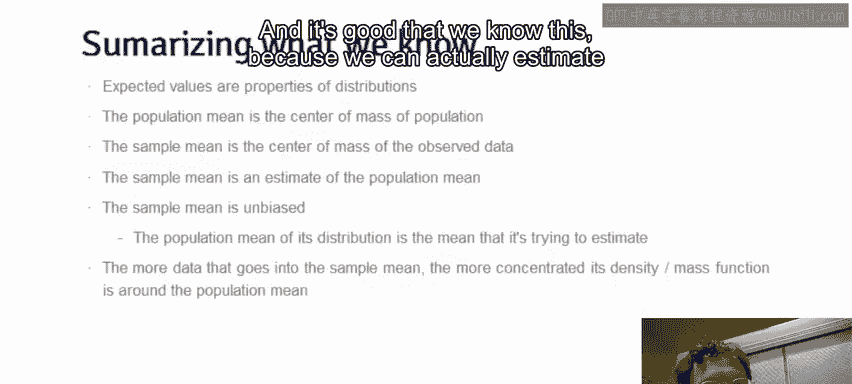 Sumarizing what we know
And it's good that we know this,
because we can actually estimate
· Expected values are properties of distributions
· The population mean is the center of mass of population
· The sample mean is the center of mass of the observed data
· The sample mean is an estimate of the population mean
· The sample mean is unbiased
- The population mean of its distribution is the mean that it's trying to estimate
· The more data that goes into the sample mean, the more concentrated its density / mass function
is around the population mean